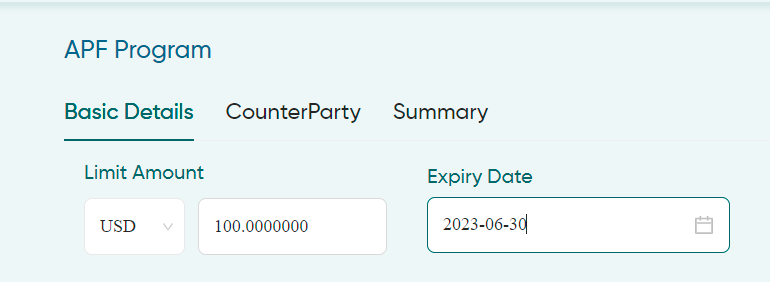 APF Program
Basic Details CounterParty Summary
Limit Amount Expiry Date
USD 100.0000000 2023-06-30